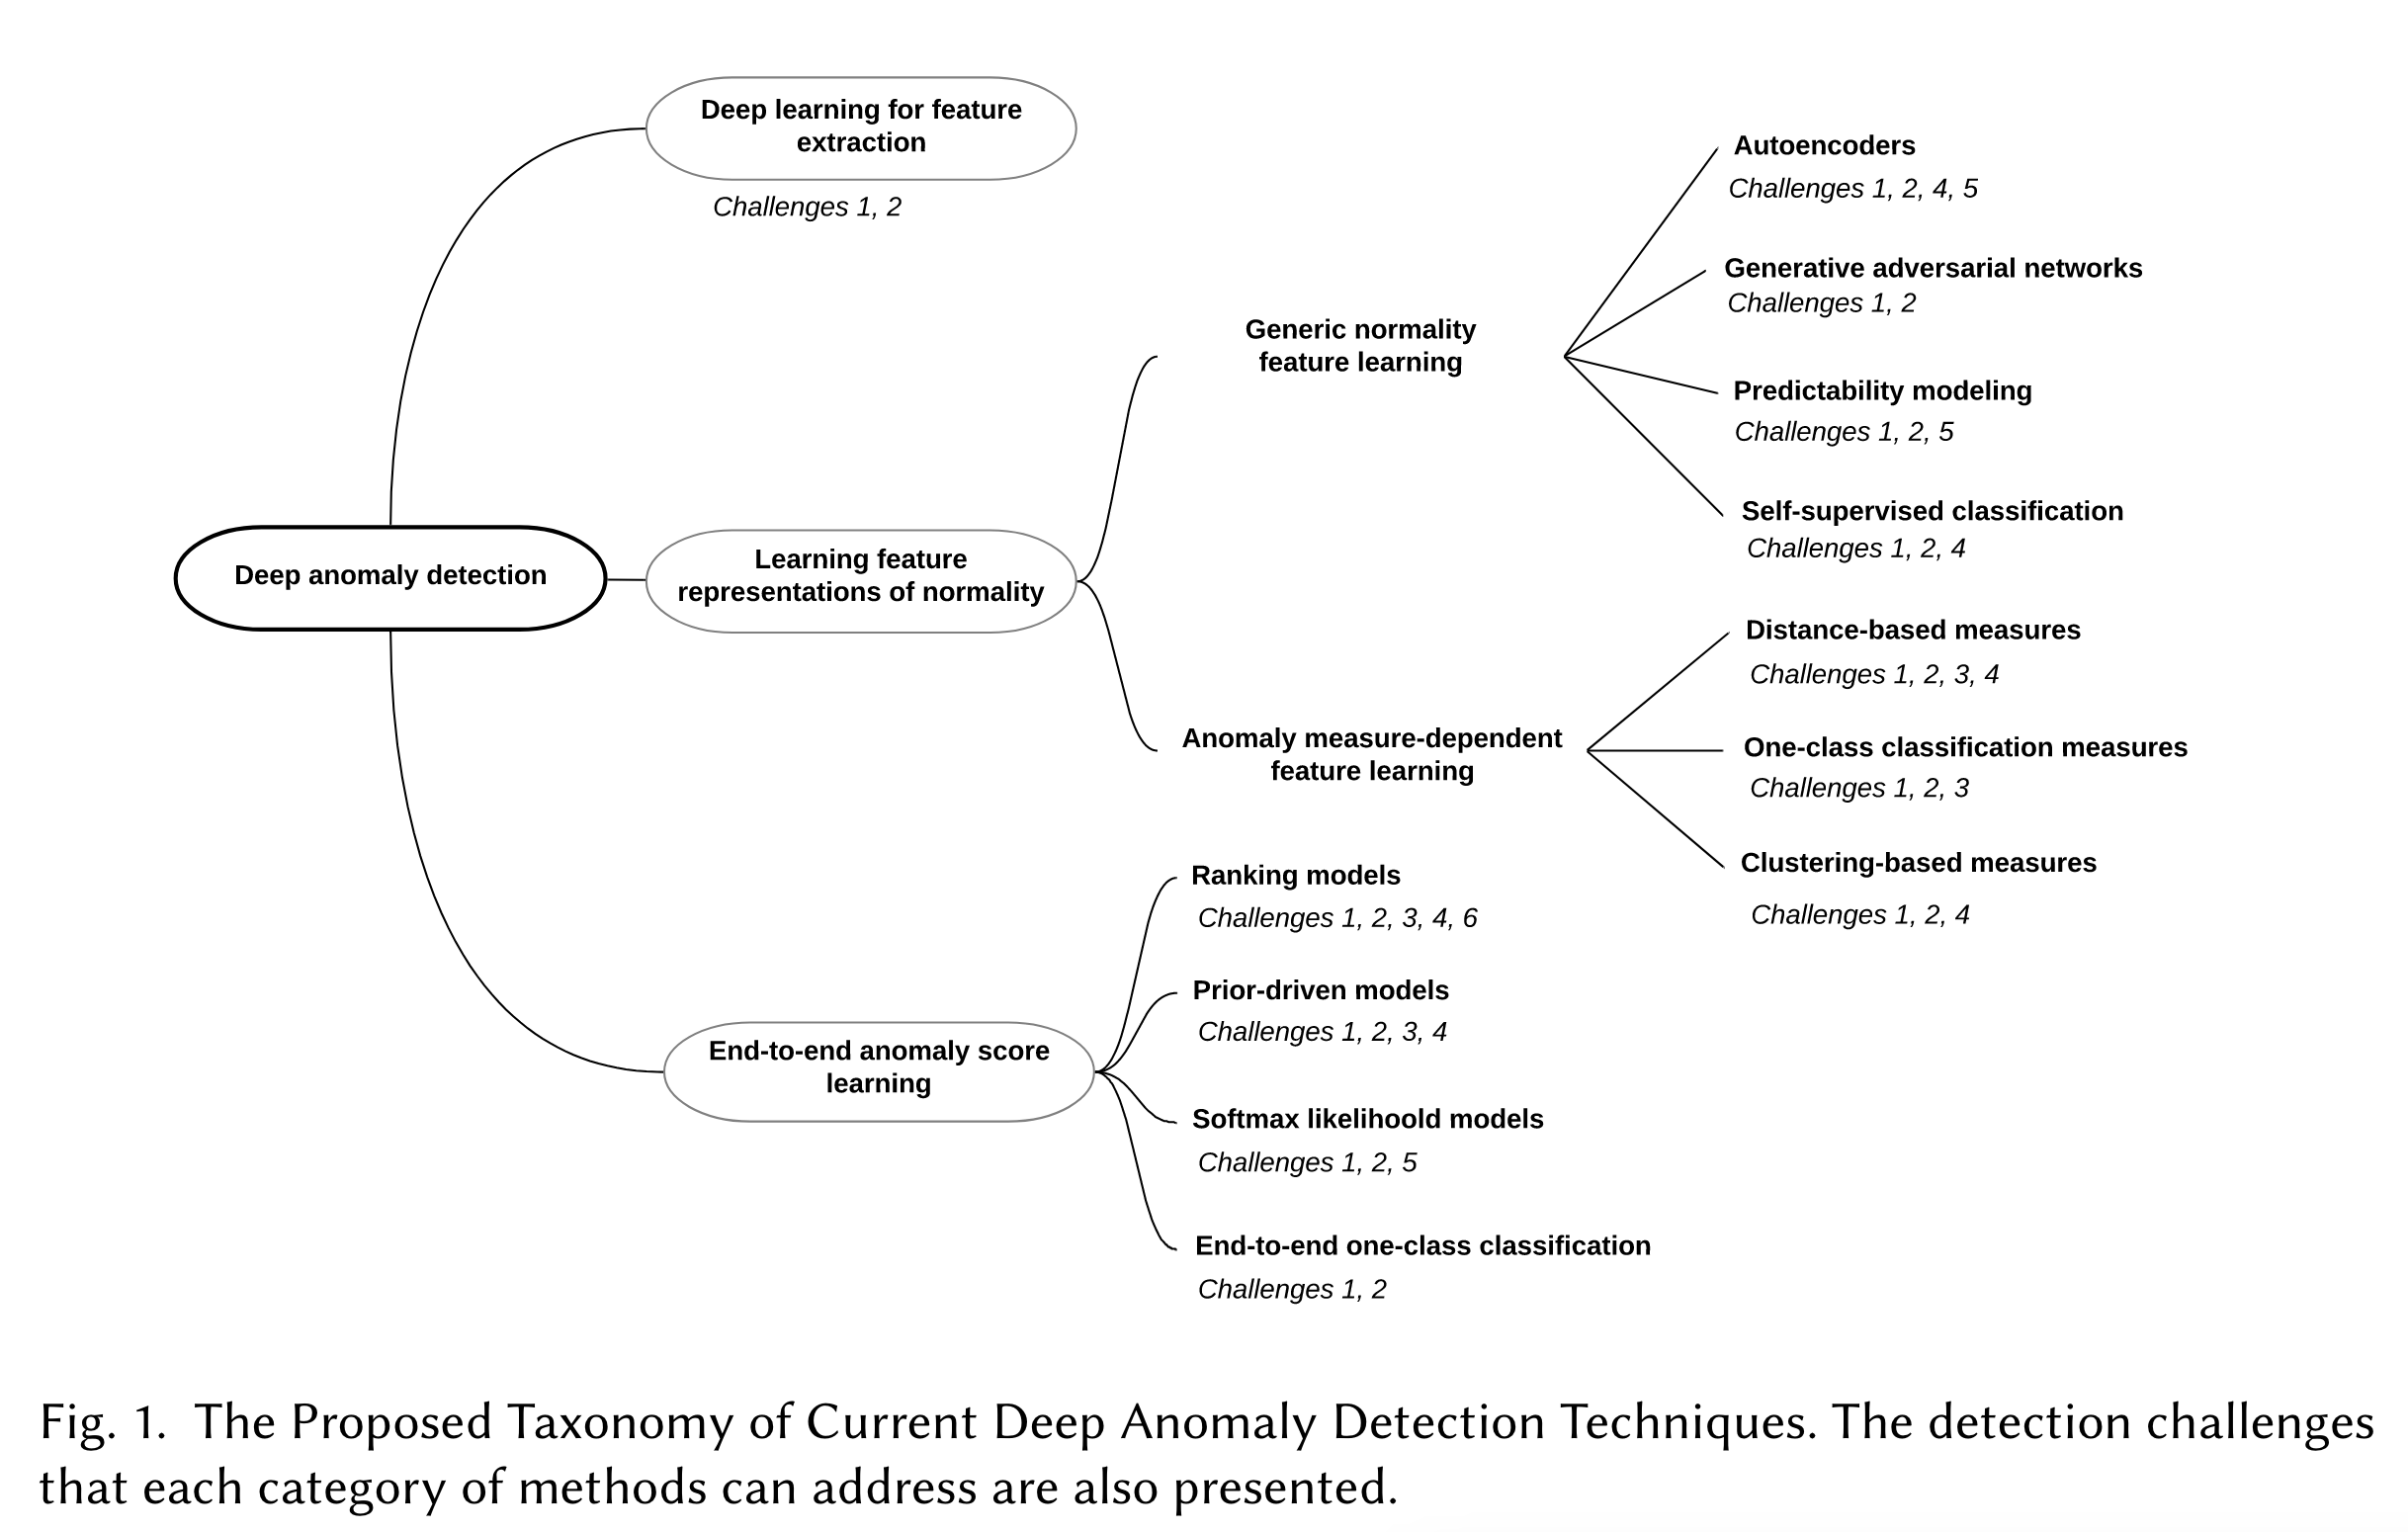 Deep learning for feature
extraction
Challenges 1, 2
Autoencoders
Challenges 1, 2, 4, 5
Generative adversarial networks
Challenges 1, 2
Generic normality
feature learning
Predictability modeling
Challenges 1, 2, 5
Self-supervised classification
Challenges 1, 2, 4
Deep anomaly detection
Learning feature
representations of normality
Distance-based measures
Challenges 1, 2, 3, 4
Anomaly measure-dependent
feature learning
One-class classification measures
Challenges 1, 2, 3
Clustering-based measures
Challenges 1, 2, 4
Ranking models
Challenges 1, 2, 3, 4, 6
Prior-driven models
Challenges 1, 2, 3, 4
End-to-end anomaly score
learning
Softmax likelihoold models
Challenges 1, 2, 5
End-to-end one-class classification
Challenges 1, 2
Fig. 1. The Proposed Taxonomy of Current Deep Anomaly Detection Techniques. The detection challenges
that each category of methods can address are also presented.